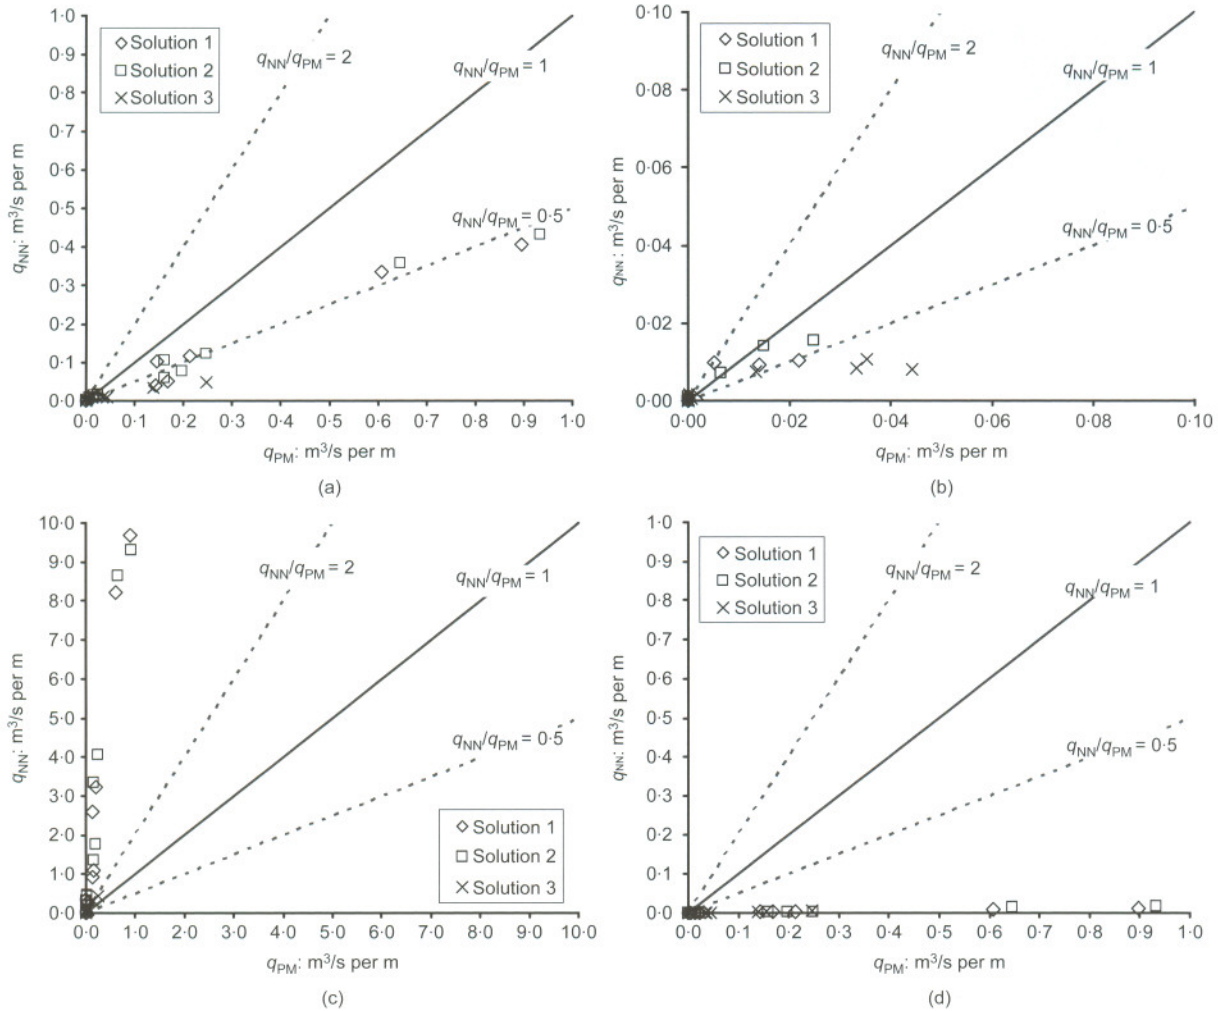 1·0
0·9
0·8
0·7
0·6
0·5
0·4
0·3
0·2
0·1
0·0
qNN: m³/s per m
Solution 1
Solution 2
Solution 3
qNN/qPM = 2
qNN/qPM = 1
qNN/qPM = 0·5
0·0 0·1 0·2 0·3 0·4 0·5 0·6 0·7 0·8 0·9 1·0
qPM: m³/s per m
(a)
0·10
0·08
0·06
0·04
0·02
0·00
qNN: m³/s per m
Solution 1
Solution 2
Solution 3
qNN/qPM = 2
qNN/qPM = 1
qNN/qPM = 0·5
0·00 0·02 0·04 0·06 0·08 0·10
qPM: m³/s per m
(b)
10·0
9·0
8·0
7·0
6·0
5·0
4·0
3·0
2·0
1·0
0·0
qNN: m³/s per m
qNN/qPM = 2
qNN/qPM = 1
qNN/qPM = 0·5
Solution 1
Solution 2
Solution 3
0·0 1·0 2·0 3·0 4·0 5·0 6·0 7·0 8·0 9·0 10·0
qPM: m³/s per m
(c)
1·0
0·9
0·8
0·7
0·6
0·5
0·4
0·3
0·2
0·1
0·0
qNN: m³/s per m
Solution 1
Solution 2
Solution 3
qNN/qPM = 2
qNN/qPM = 1
qNN/qPM = 0·5
0·0 0·1 0·2 0·3 0·4 0·5 0·6 0·7 0·8 0·9 1·0
qPM: m³/s per m
(d)